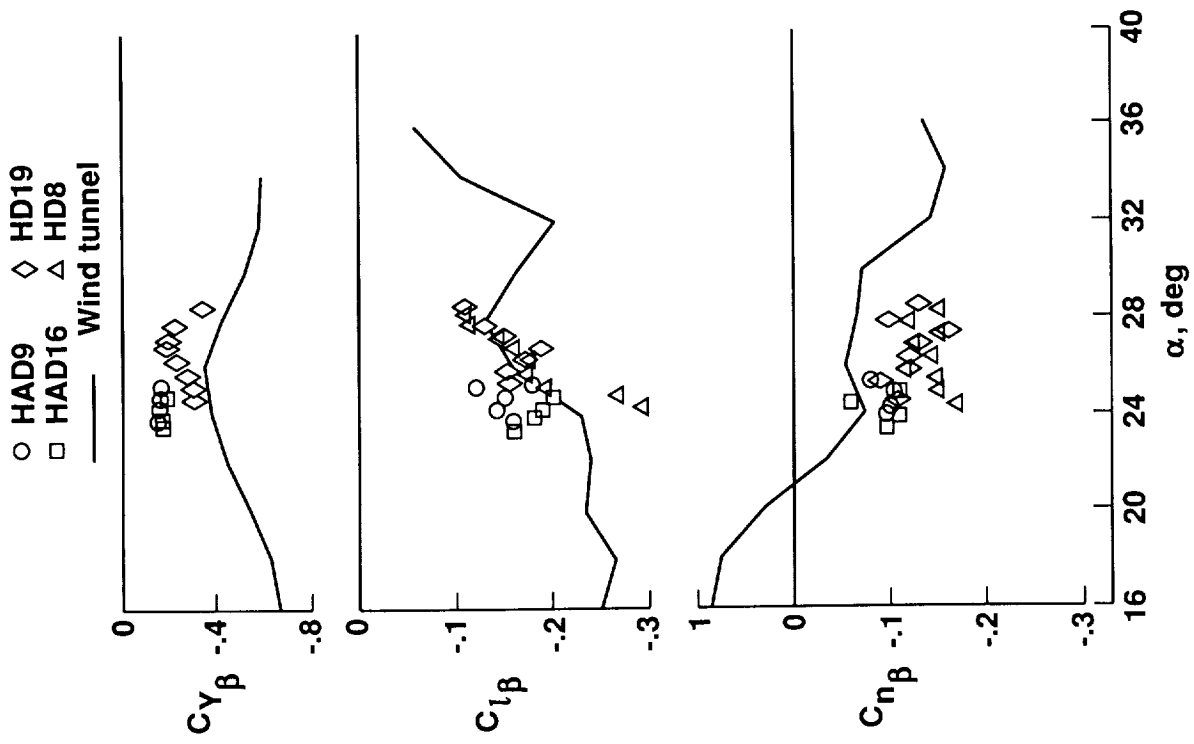 HAD9 HD19
HAD16 HD8
Wind tunnel
0
-.4
-.8
CYβ
0
-.1
-.2
-.3
Clβ
1
0
-.1
-.2
-.3
Cnβ
16 20 24 28 32 36 40
α, deg